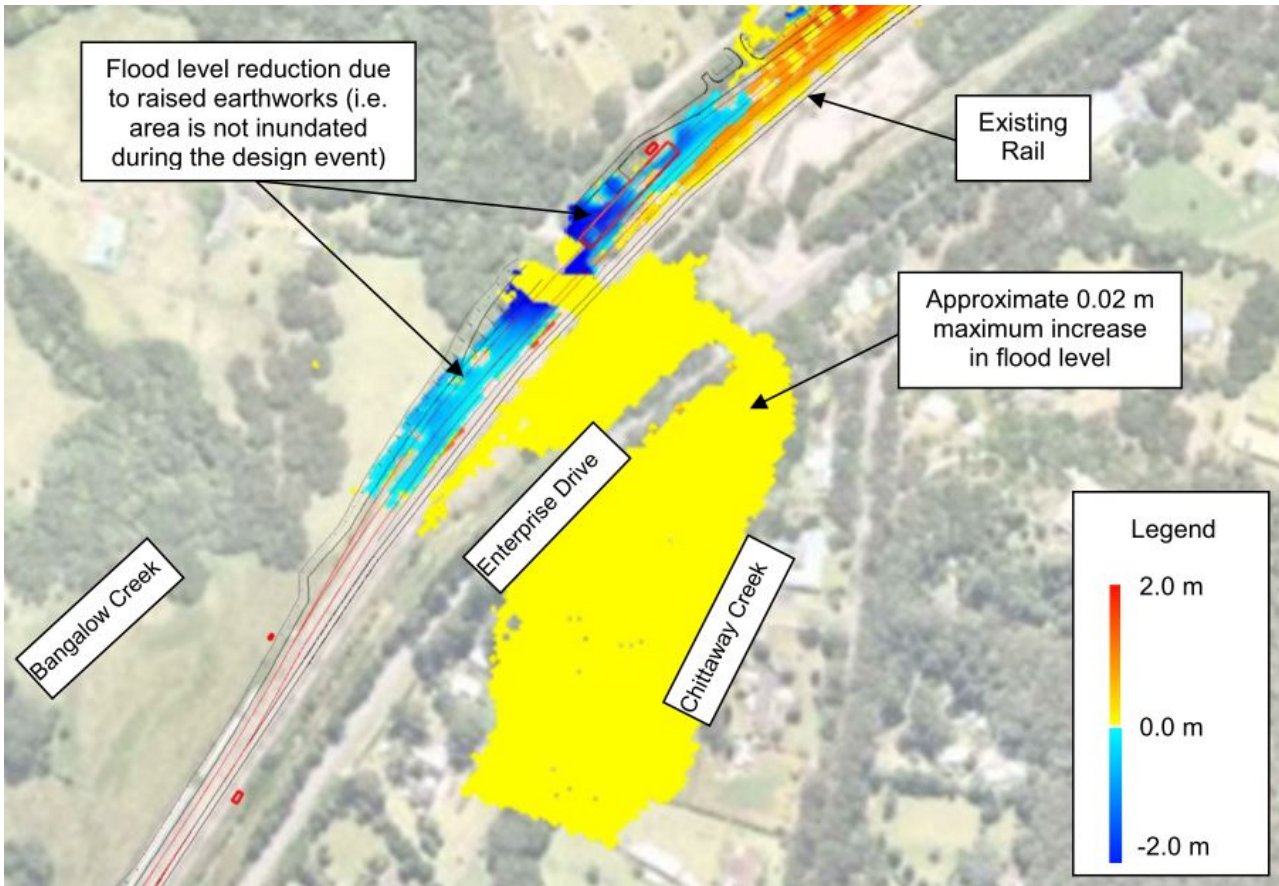 Flood level reduction due
to raised earthworks (i.e.
area is not inundated
during the design event)
Existing
Rail
Approximate 0.02 m
maximum increase
in flood level
Enterprise Drive
Bangalow Creek
Chittaway Creek
Legend
2.0 m
0.0 m
-2.0 m